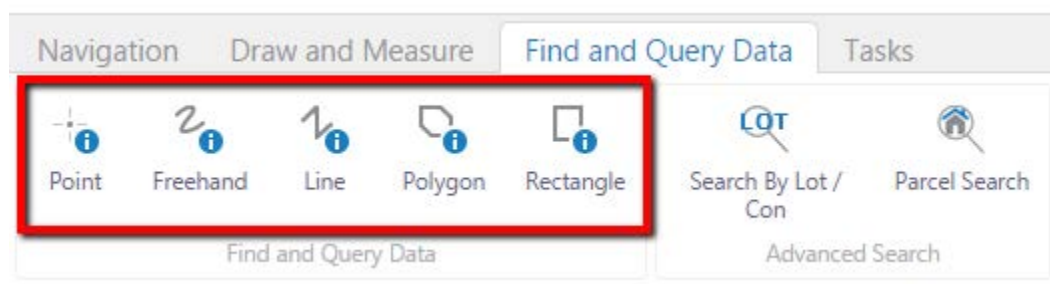 Navigation Draw and Measure Find and Query Data Tasks
LOT
Point Freehand Line Polygon Rectangle Search By Lot / Parcel Search
Con
Find and Query Data Advanced Search